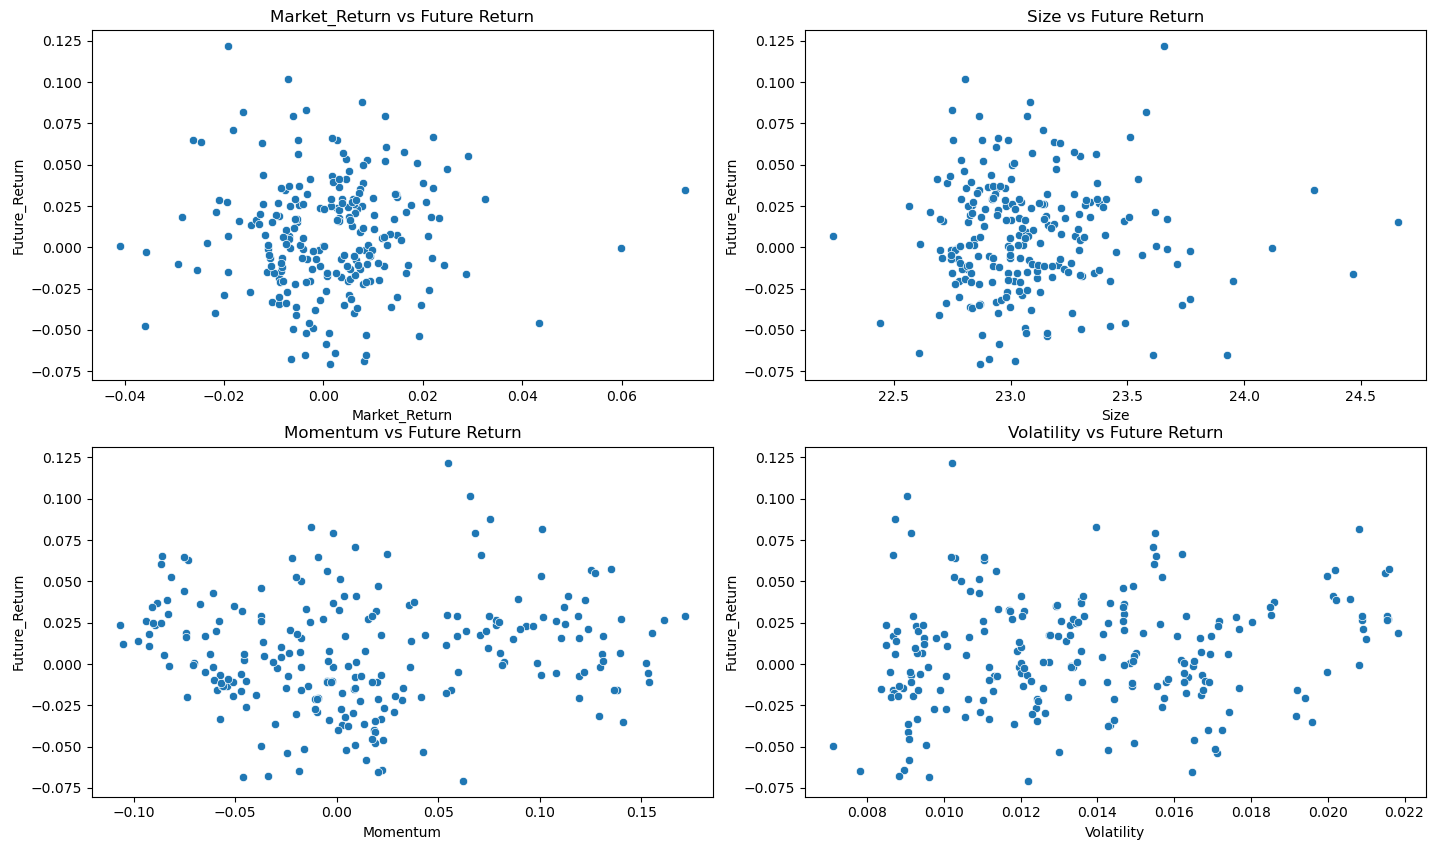 Market_Return vs Future Return
0.125
0.100
0.075
0.050
0.025
0.000
−0.025
−0.050
−0.075
Future_Return
−0.04 −0.02 0.00 0.02 0.04 0.06
Market_Return
Size vs Future Return
0.125
0.100
0.075
0.050
0.025
0.000
−0.025
−0.050
−0.075
Future_Return
22.5 23.0 23.5 24.0 24.5
Size
Momentum vs Future Return
0.125
0.100
0.075
0.050
0.025
0.000
−0.025
−0.050
−0.075
Future_Return
−0.10 −0.05 0.00 0.05 0.10 0.15
Momentum
Volatility vs Future Return
0.125
0.100
0.075
0.050
0.025
0.000
−0.025
−0.050
−0.075
Future_Return
0.008 0.010 0.012 0.014 0.016 0.018 0.020 0.022
Volatility